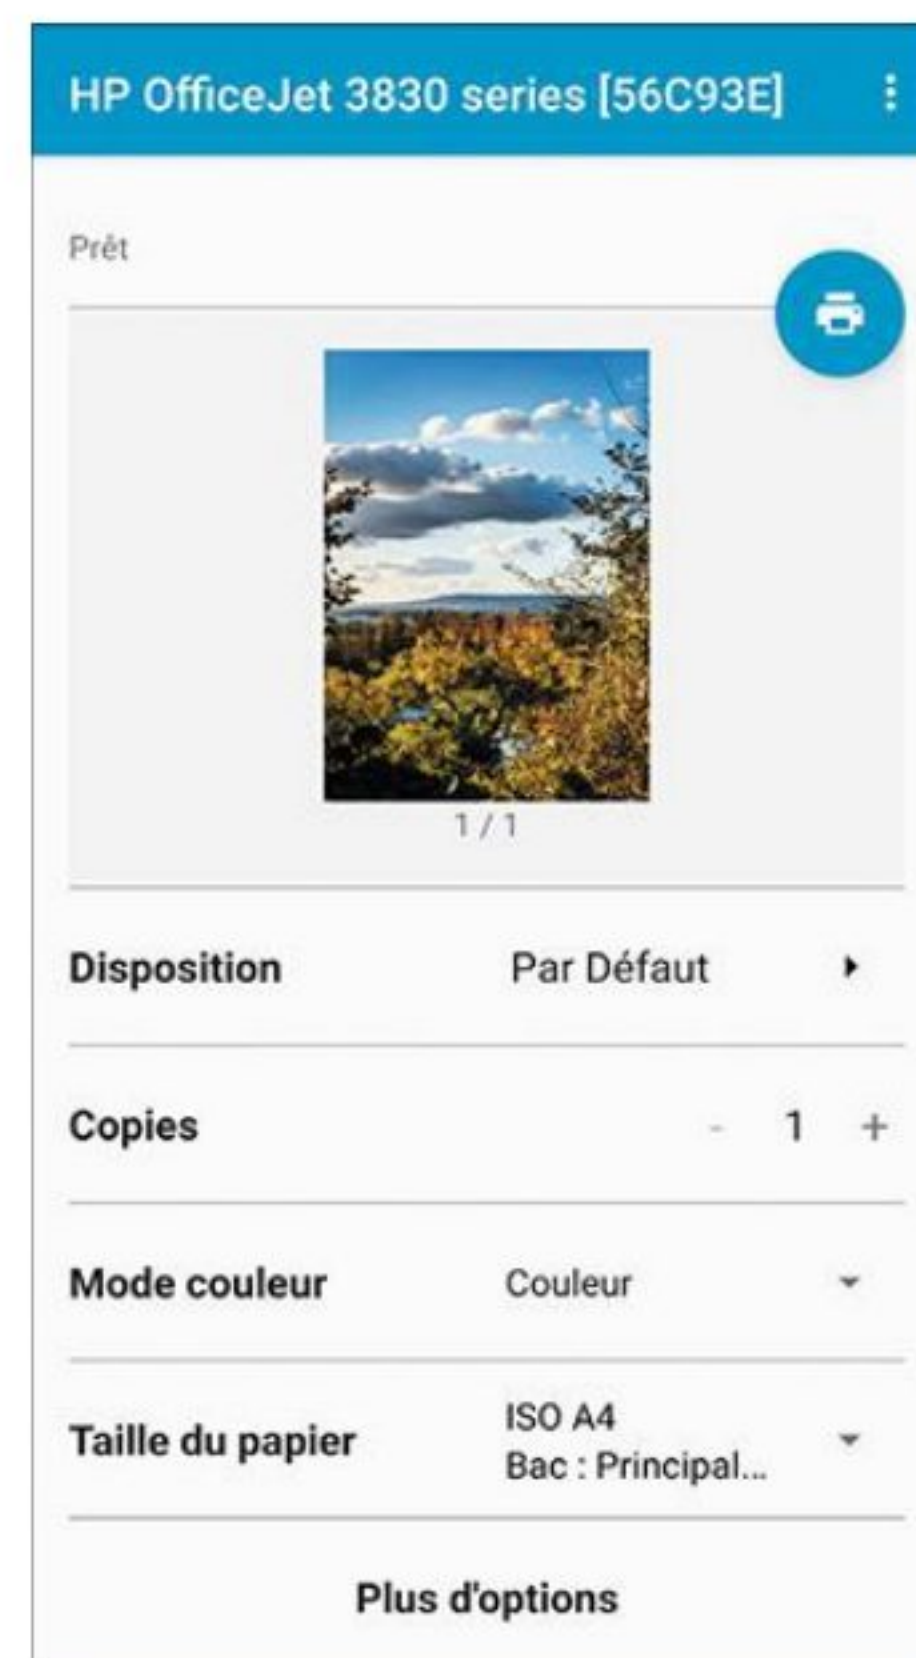 HP OfficeJet 3830 series [56C93E]
Prêt
1 / 1
Disposition Par Défaut
Copies - 1 +
Mode couleur Couleur
Taille du papier ISO A4
Bac : Principal...
Plus d'options